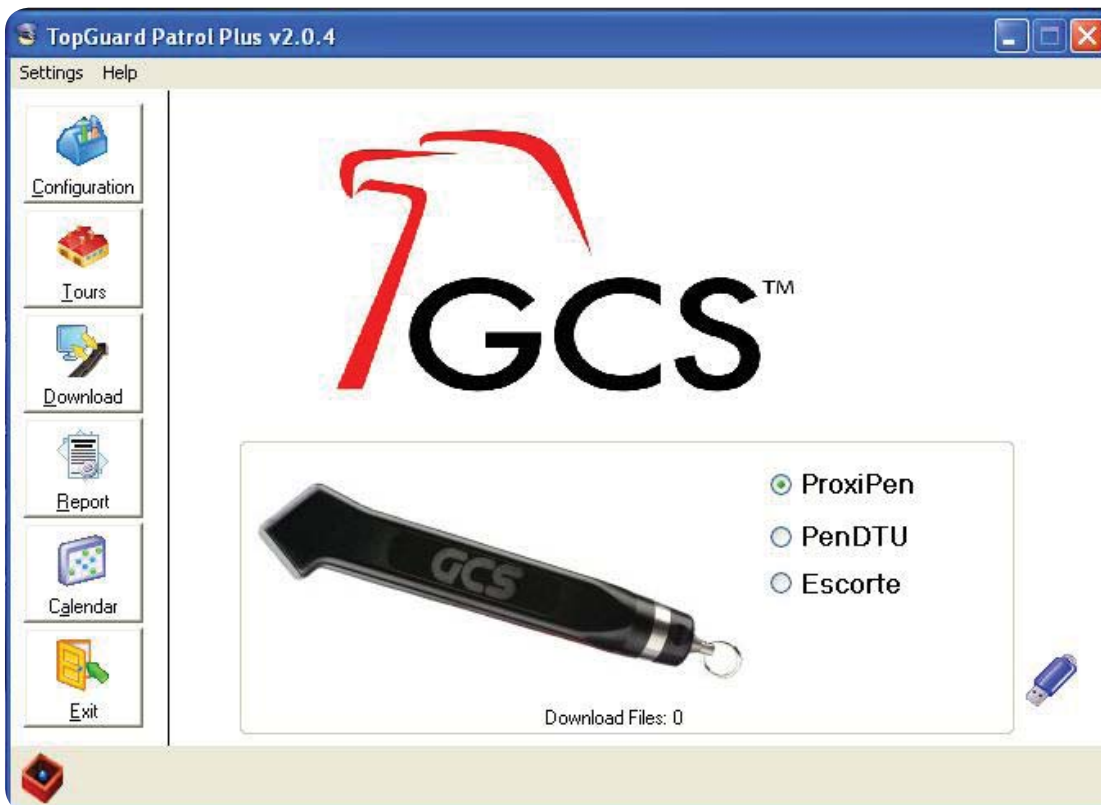 TopGuard Patrol Plus v2.0.4
Settings Help
Configuration
Tours
Download
Report
Calendar
Exit
GCS™
GCS
ProxiPen
PenDTU
Escorte
Download Files: 0